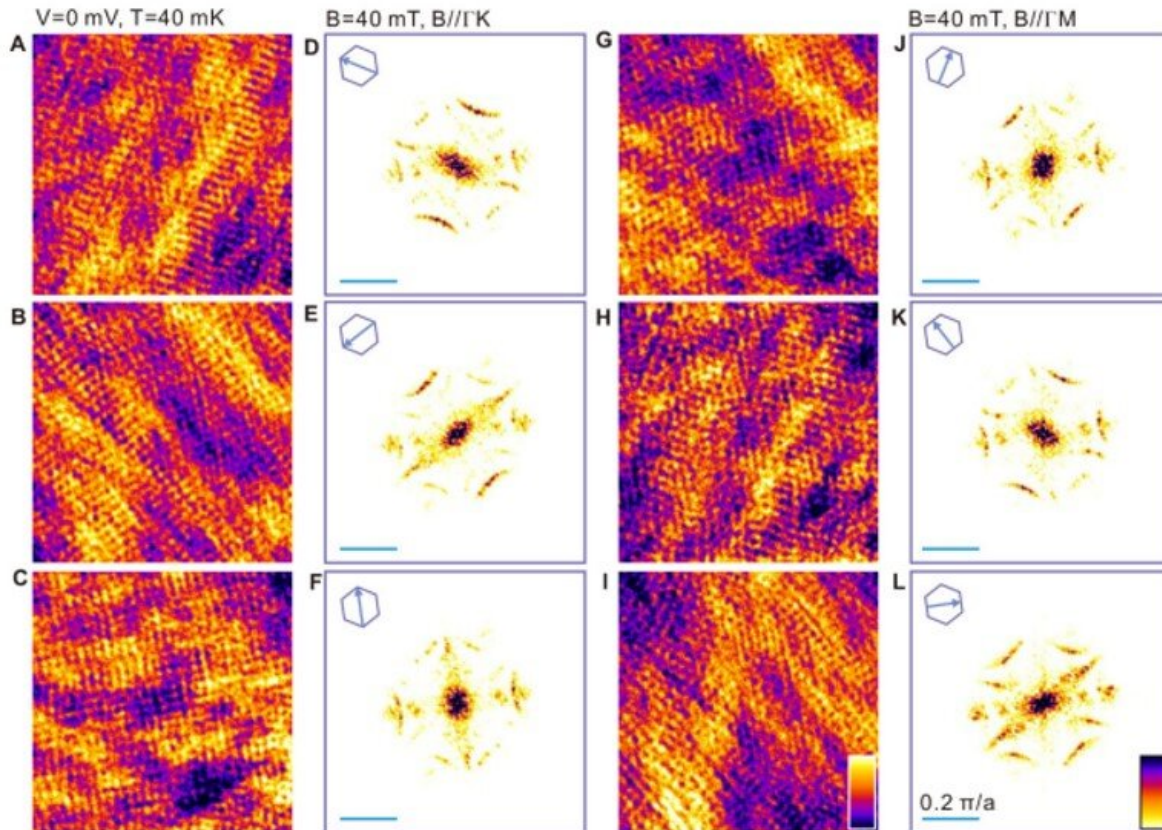 V=0 mV, T=40 mK
B=40 mT, B//ΓK
B=40 mT, B//ΓM
A
D
G
J
B
E
H
K
C
F
I
L
0.2 π/a